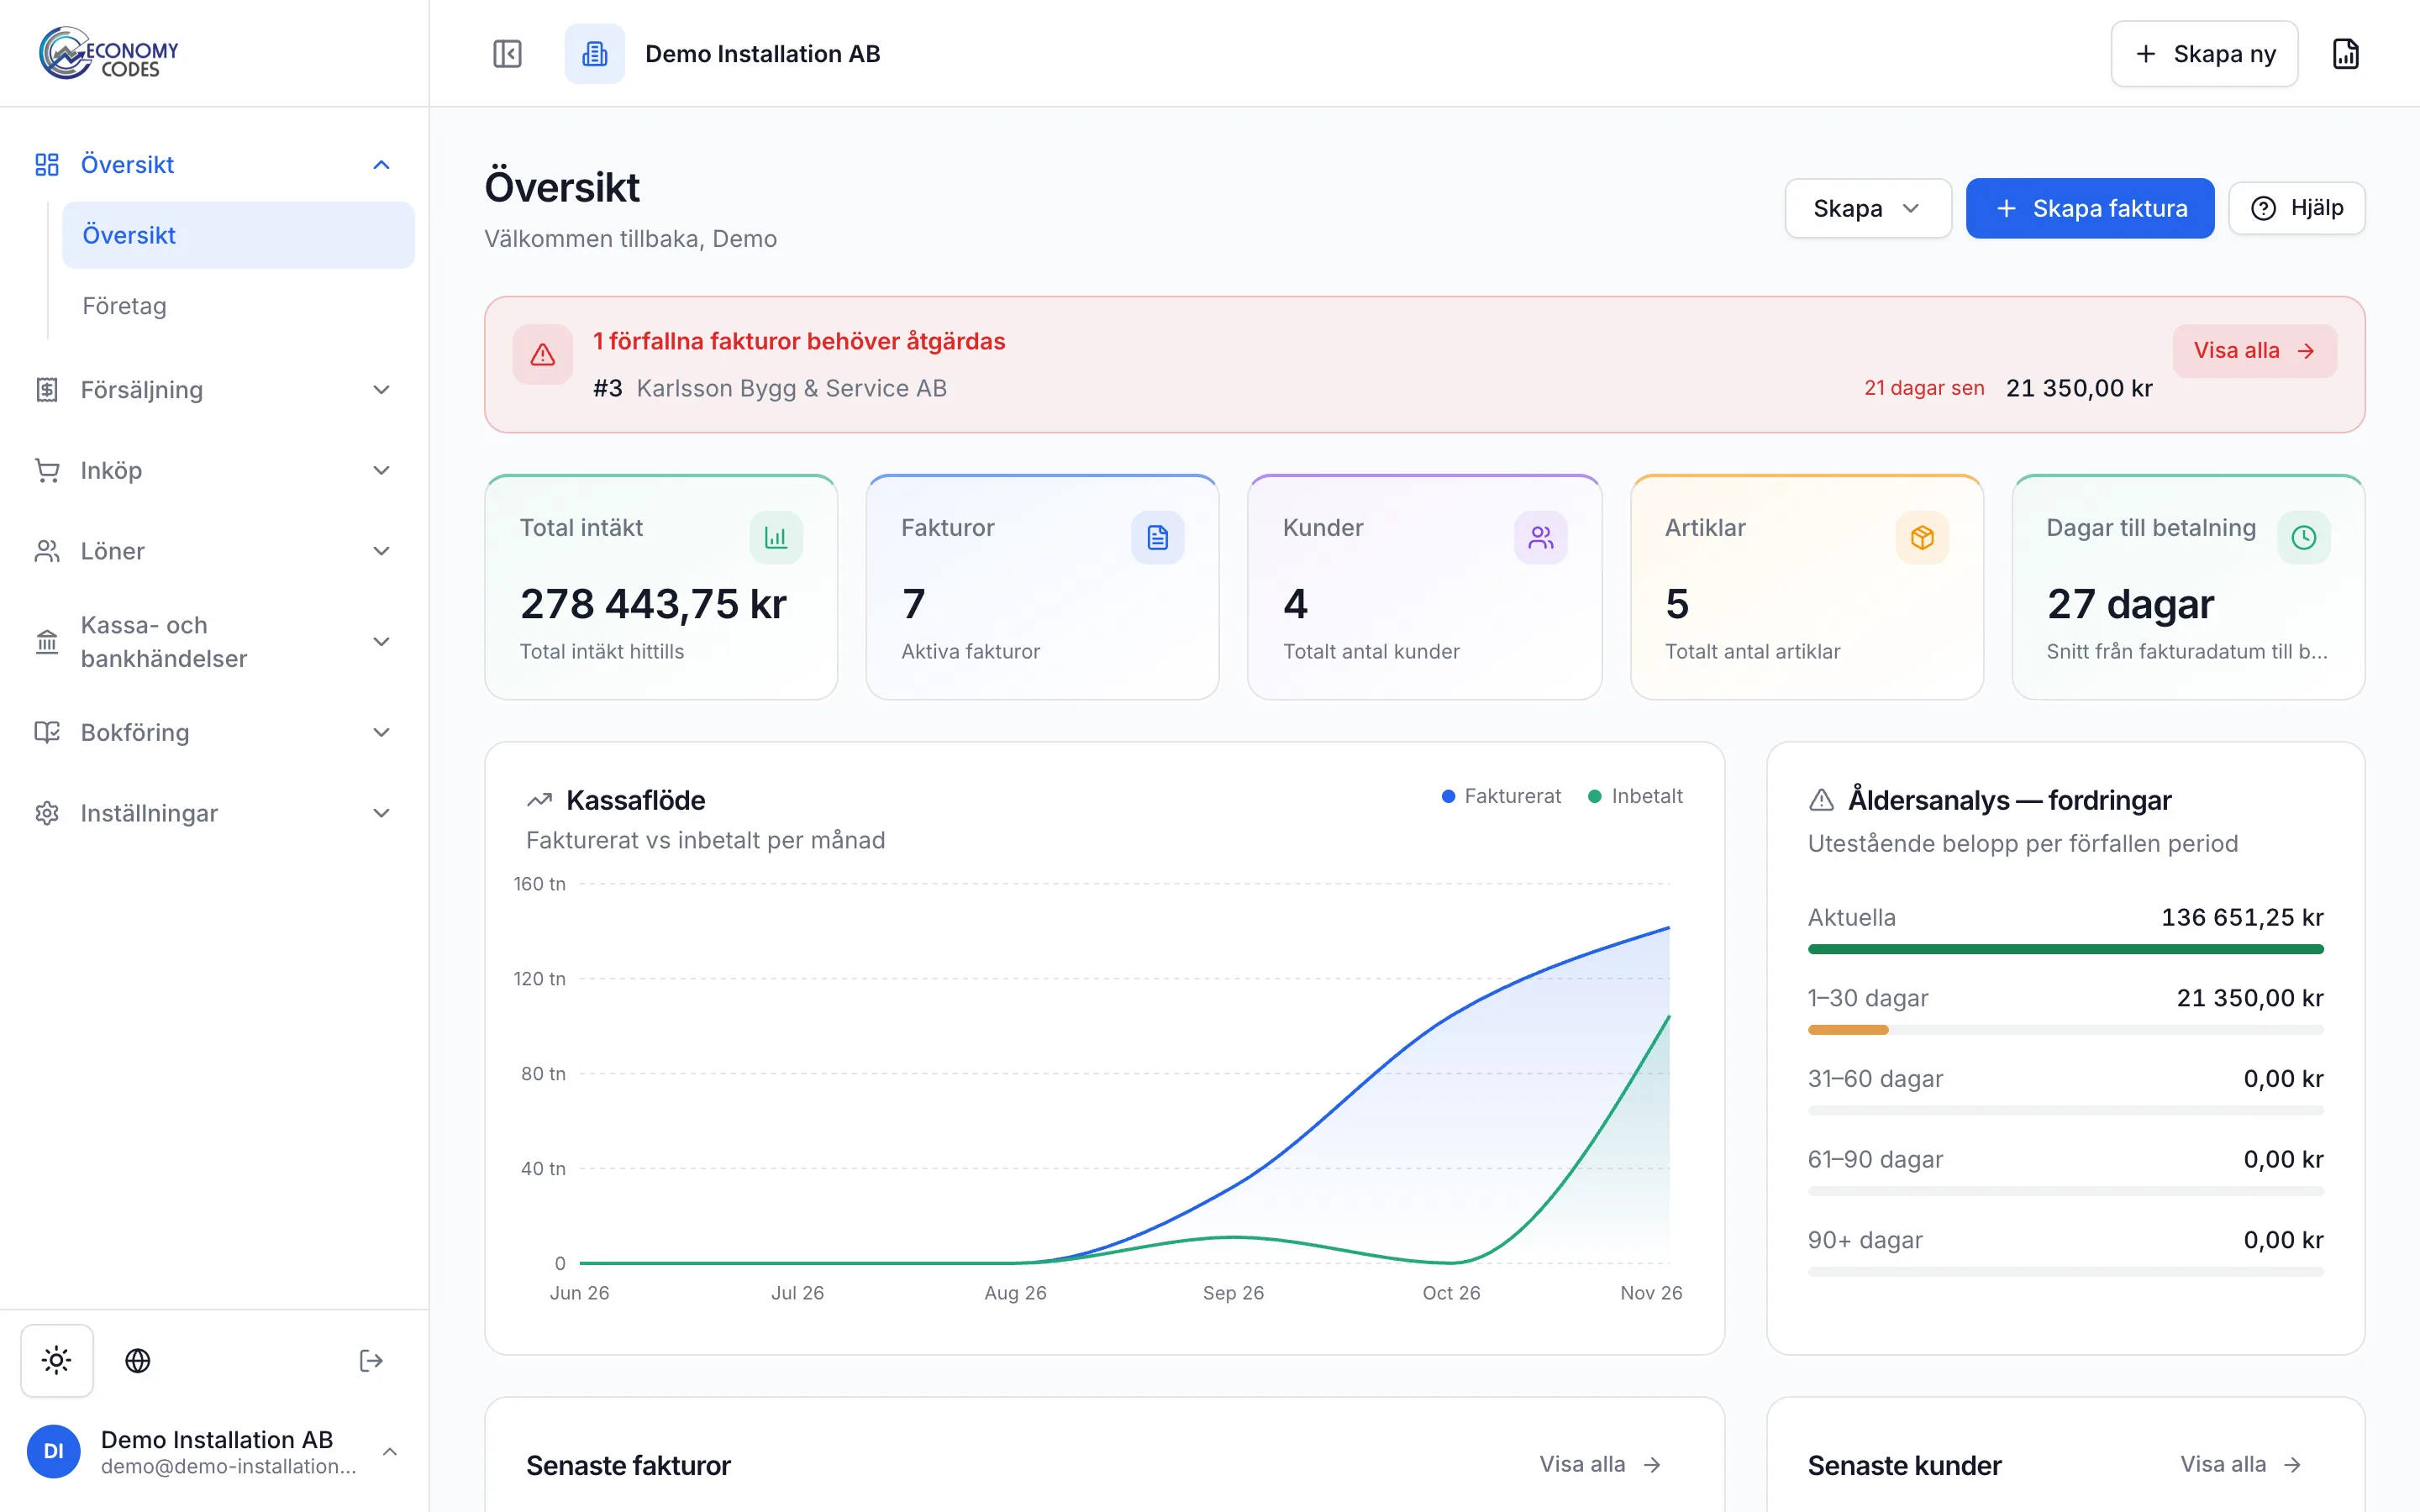 ECONOMY
CODES
Demo Installation AB
Skapa ny
Översikt
Översikt
Företag
Försäljning
Inköp
Löner
Kassa- och
bankhändelser
Bokföring
Inställningar
DI
Demo Installation AB
demo@demo-installation...
Översikt
Välkommen tillbaka, Demo
Skapa
Skapa faktura
Hjälp
1 förfallna fakturor behöver åtgärdas
#3 Karlsson Bygg & Service AB
21 dagar sen 21 350,00 kr
Visa alla
Total intäkt
278 443,75 kr
Total intäkt hittills
Fakturor
7
Aktiva fakturor
Kunder
4
Totalt antal kunder
Artiklar
5
Totalt antal artiklar
Dagar till betalning
27 dagar
Snitt från fakturadatum till b...
Kassaflöde
Fakturerat vs inbetalt per månad
Fakturerat Inbetalt
160 tn
120 tn
80 tn
40 tn
0
Jun 26 Jul 26 Aug 26 Sep 26 Oct 26 Nov 26
Åldersanalys — fordringar
Utestående belopp per förfallen period
Aktuella 136 651,25 kr
1–30 dagar 21 350,00 kr
31–60 dagar 0,00 kr
61–90 dagar 0,00 kr
90+ dagar 0,00 kr
Senaste fakturor Visa alla
Senaste kunder Visa alla